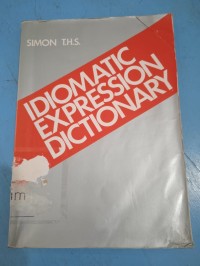 SIMON T.H.S.
IDIOMATIC
EXPRESSION
DICTIONARY